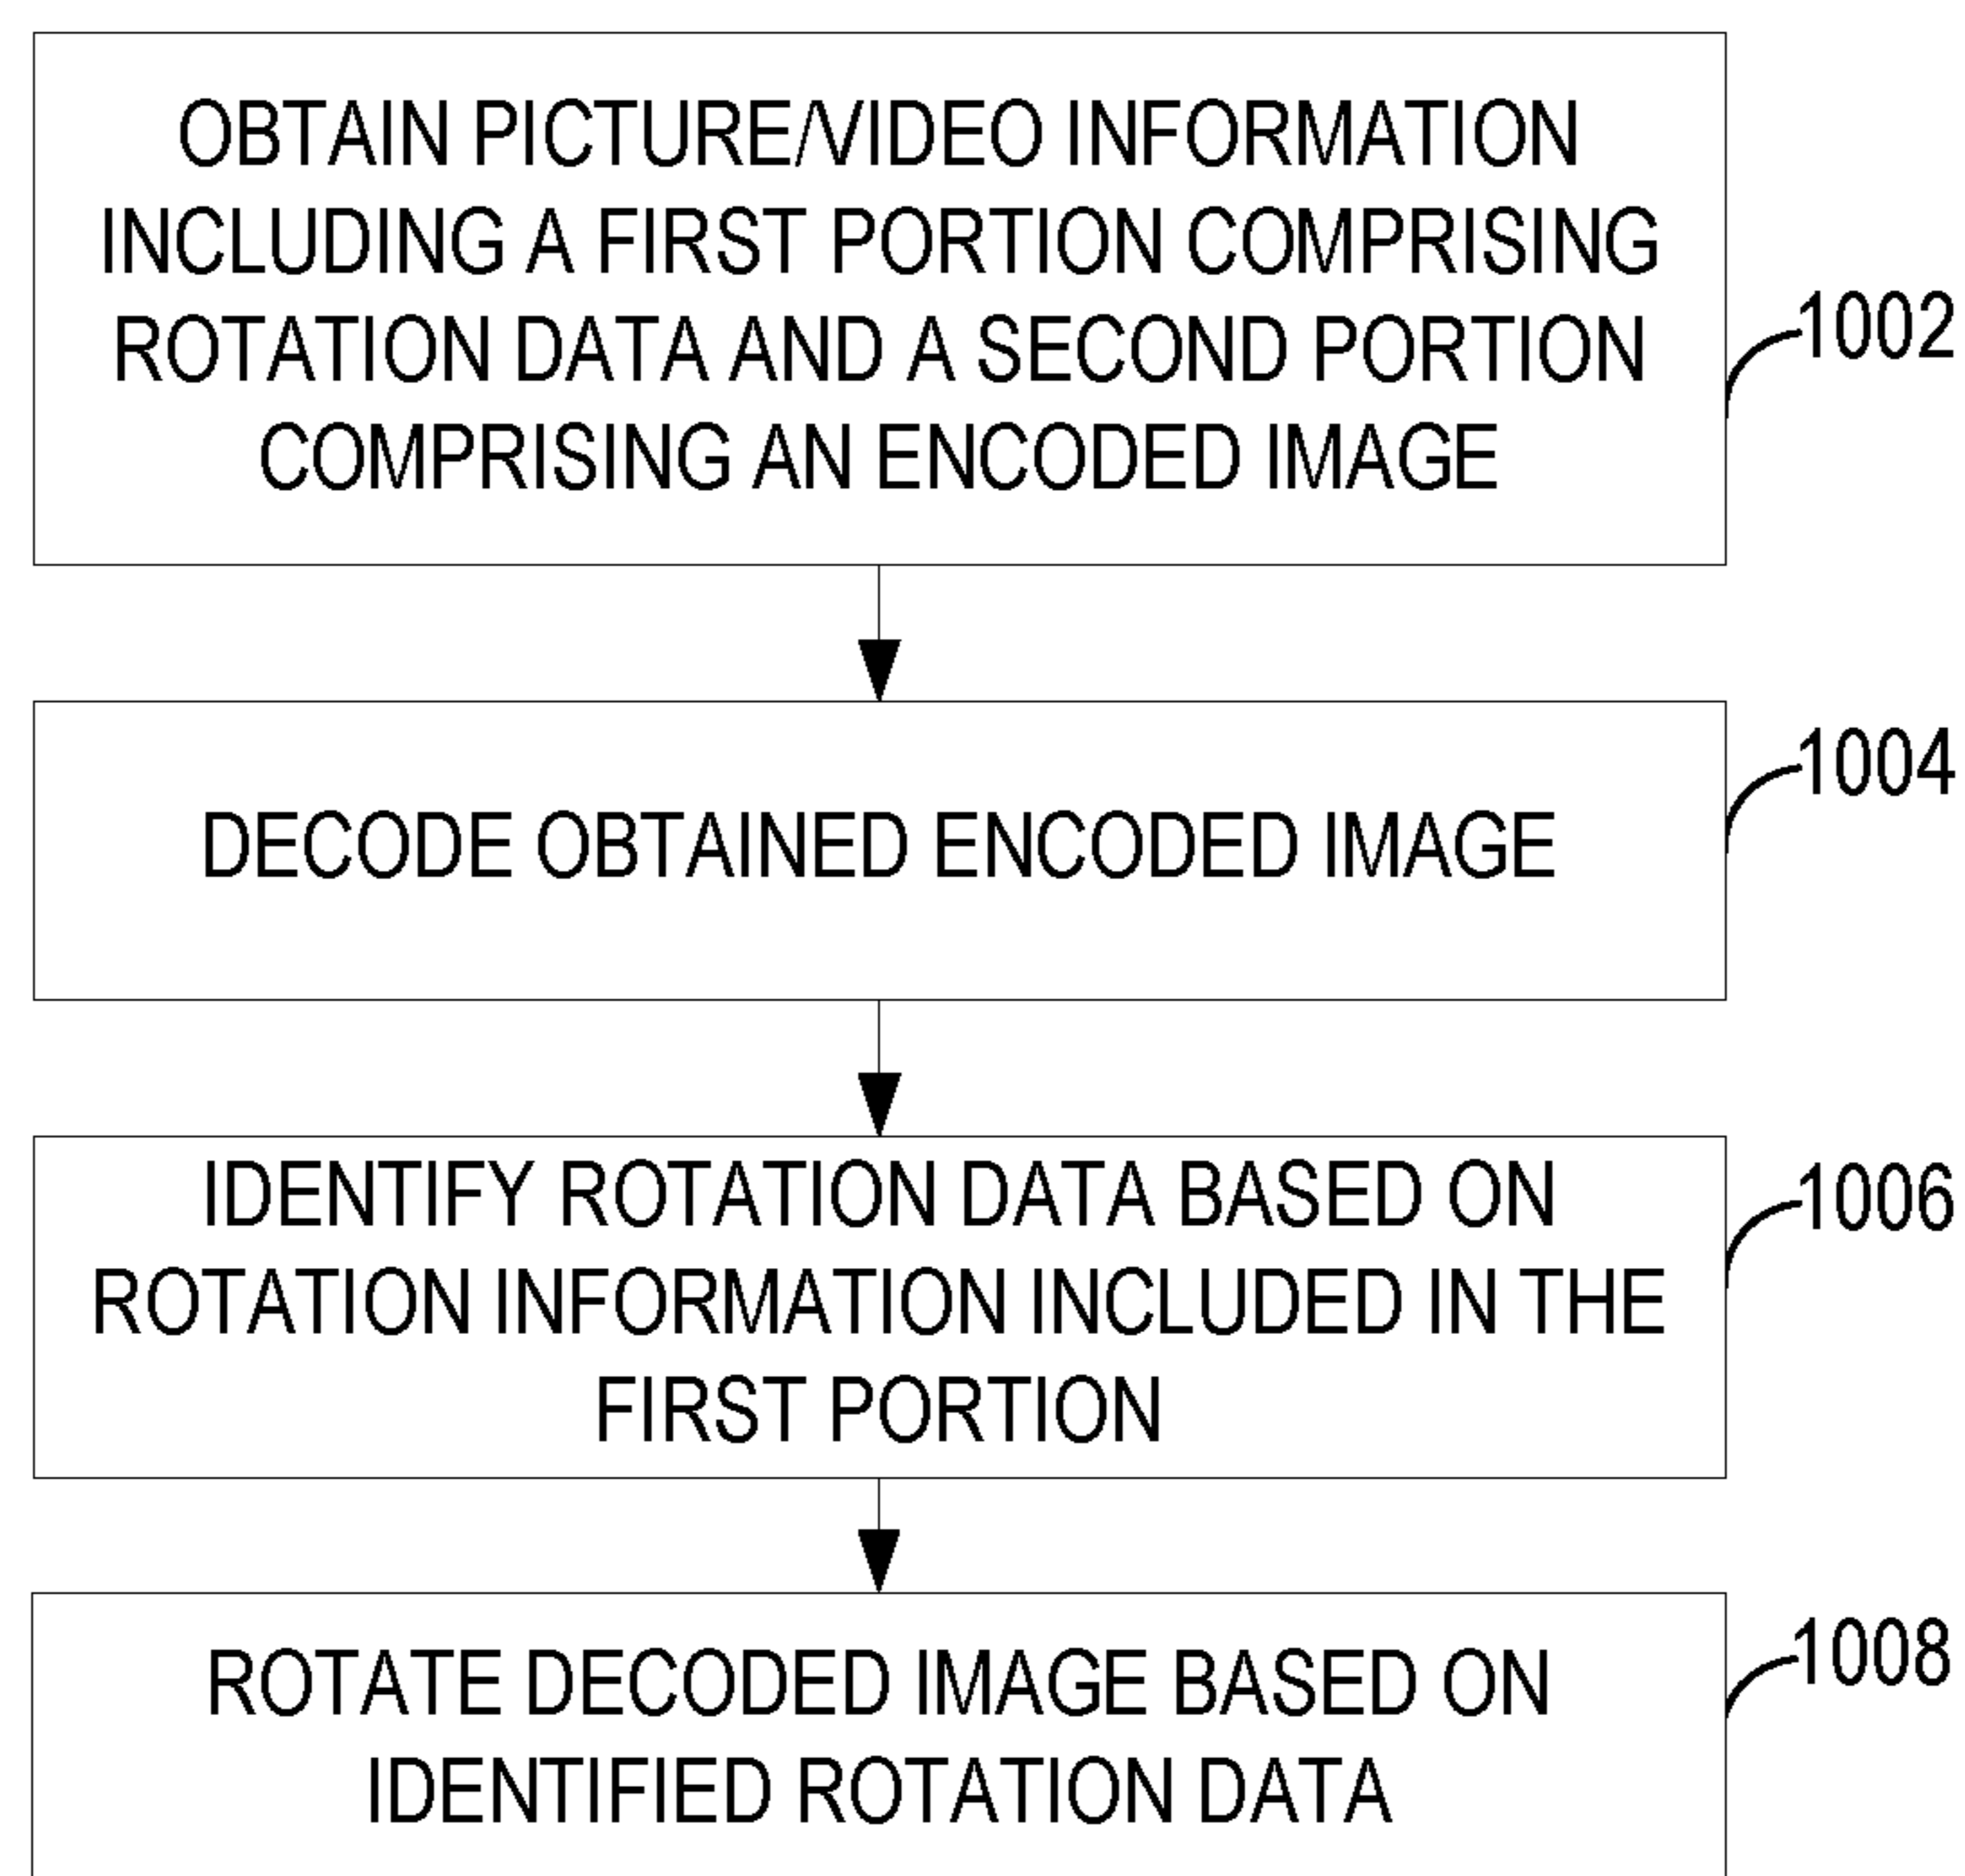 OBTAIN PICTURE/VIDEO INFORMATION
INCLUDING A FIRST PORTION COMPRISING
ROTATION DATA AND A SECOND PORTION
COMPRISING AN ENCODED IMAGE
1002
DECODE OBTAINED ENCODED IMAGE
1004
IDENTIFY ROTATION DATA BASED ON
ROTATION INFORMATION INCLUDED IN THE
FIRST PORTION
1006
ROTATE DECODED IMAGE BASED ON
IDENTIFIED ROTATION DATA
1008